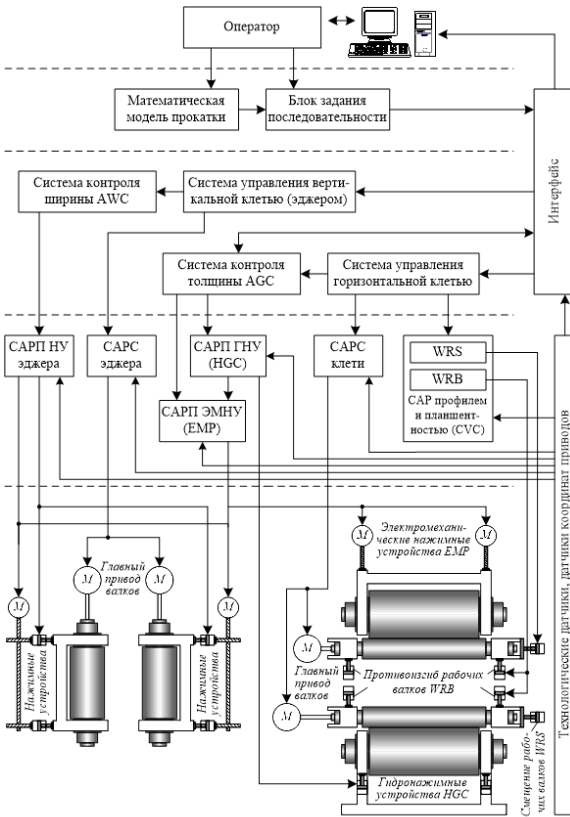 Оператор
Математическая
модель прокатки
Блок задания
последовательности
Интерфейс
Система контроля
ширины AWC
Система управления верти-
кальной клетью (эджером)
Система контроля
толщины AGC
Система управления
горизонтальной клетью
САРП НУ
эджера
САРС
эджера
САРП ГНУ
(HGC)
САРС
клети
WRS
WRB
САР профилем
и планшент-
ностью (CVC)
САРП ЭМНУ
(EMP)
Технологические датчики, датчики координат приводов
Электромехани-
ческие нажимные
устройства EMP
M
M
Главный
привод
валков
M
M
M
M
Нажимные
устройства
Нажимные
устройства
M
Главный
привод
валков
M
Противоизгиб рабочих
валков WRB
Гидронажимные
устройства HGC
Смещение рабо-
чих валков WRS